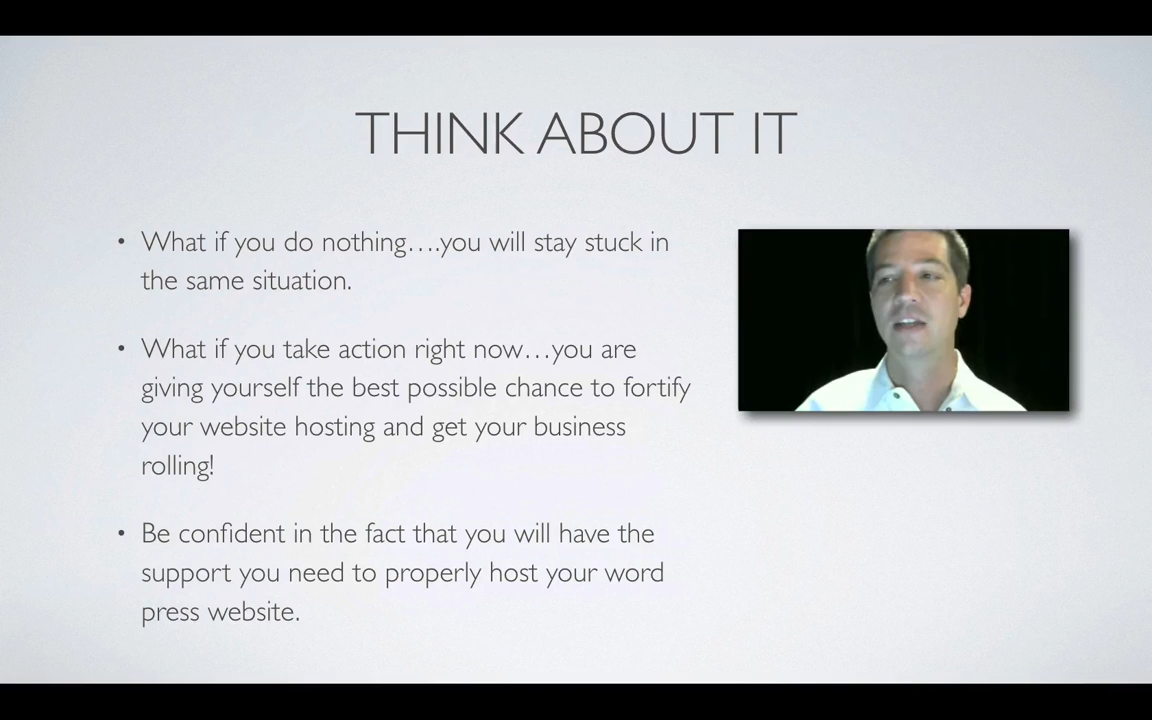 THINK ABOUT IT
• What if you do nothing….you will stay stuck in
the same situation.
• What if you take action right now…you are
giving yourself the best possible chance to fortify
your website hosting and get your business
rolling!
• Be confident in the fact that you will have the
support you need to properly host your word
press website.